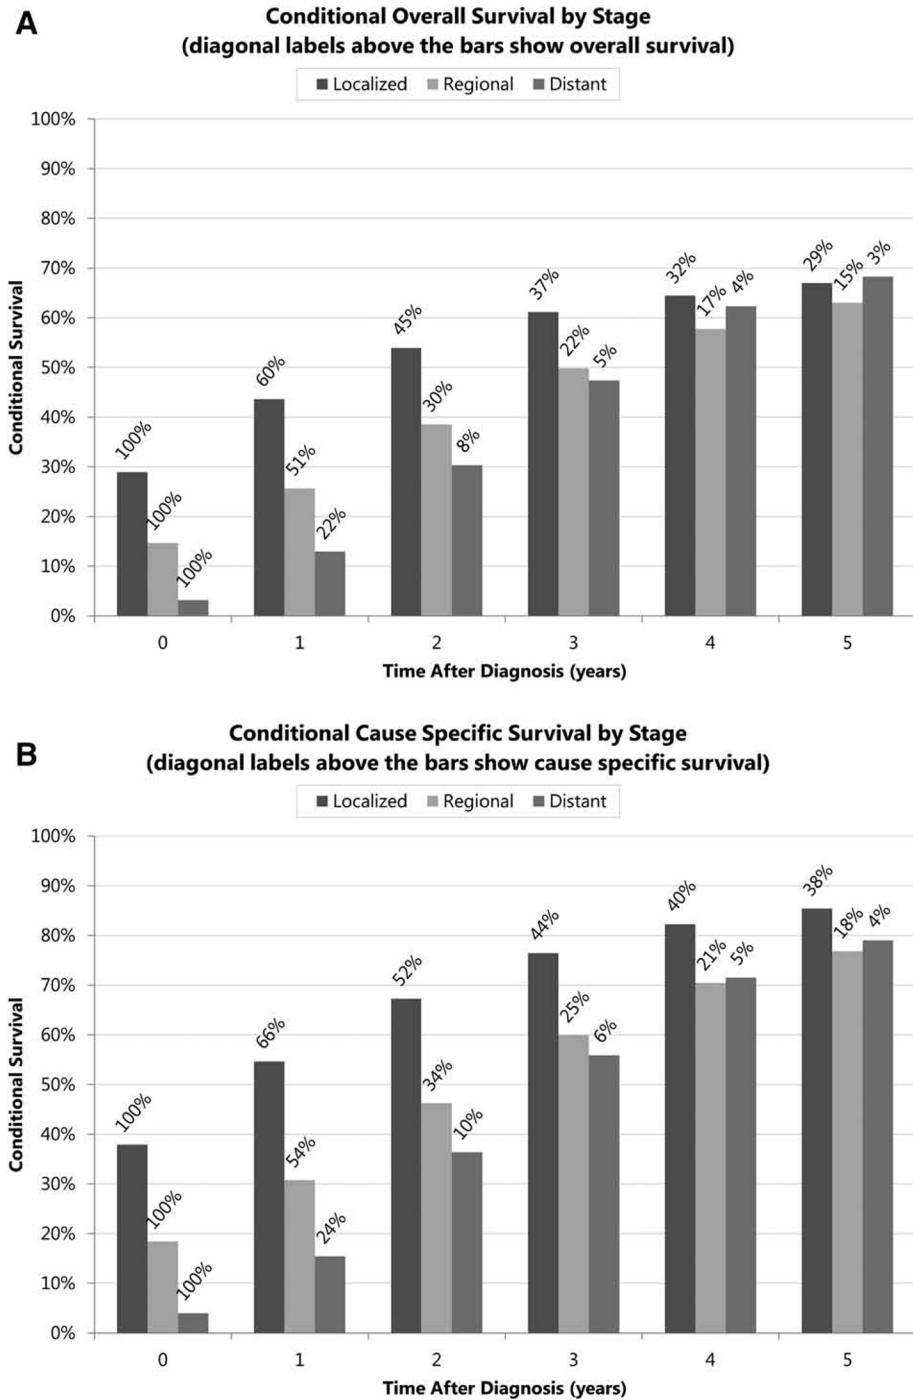 A
Conditional Overall Survival by Stage
(diagonal labels above the bars show overall survival)
Localized Regional Distant
100%
90%
80%
70%
60%
50%
40%
30%
20%
10%
0%
Conditional Survival
100% 100% 100%
60% 51% 22%
45% 30% 8%
37% 22% 5%
32% 17% 4%
29% 15% 3%
0 1 2 3 4 5
Time After Diagnosis (years)
B
Conditional Cause Specific Survival by Stage
(diagonal labels above the bars show cause specific survival)
Localized Regional Distant
100%
90%
80%
70%
60%
50%
40%
30%
20%
10%
0%
Conditional Survival
100% 100% 100%
66% 54% 24%
52% 34% 10%
44% 25% 6%
40% 21% 5%
38% 18% 4%
0 1 2 3 4 5
Time After Diagnosis (years)